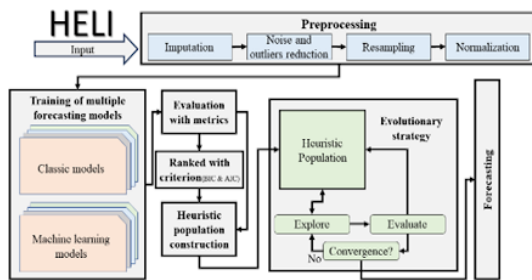 HELI
Input
Preprocessing
Imputation
Noise and
outliers reduction
Resampling
Normalization
Training of multiple
forecasting models
Classic models
Machine learning
models
Evaluation
with metrics
Ranked with
criterion(BIC & AIC)
Heuristic
population
construction
Heuristic
Population
Evolutionary
strategy
Explore
Evaluate
Convergence?
No
Forecasting